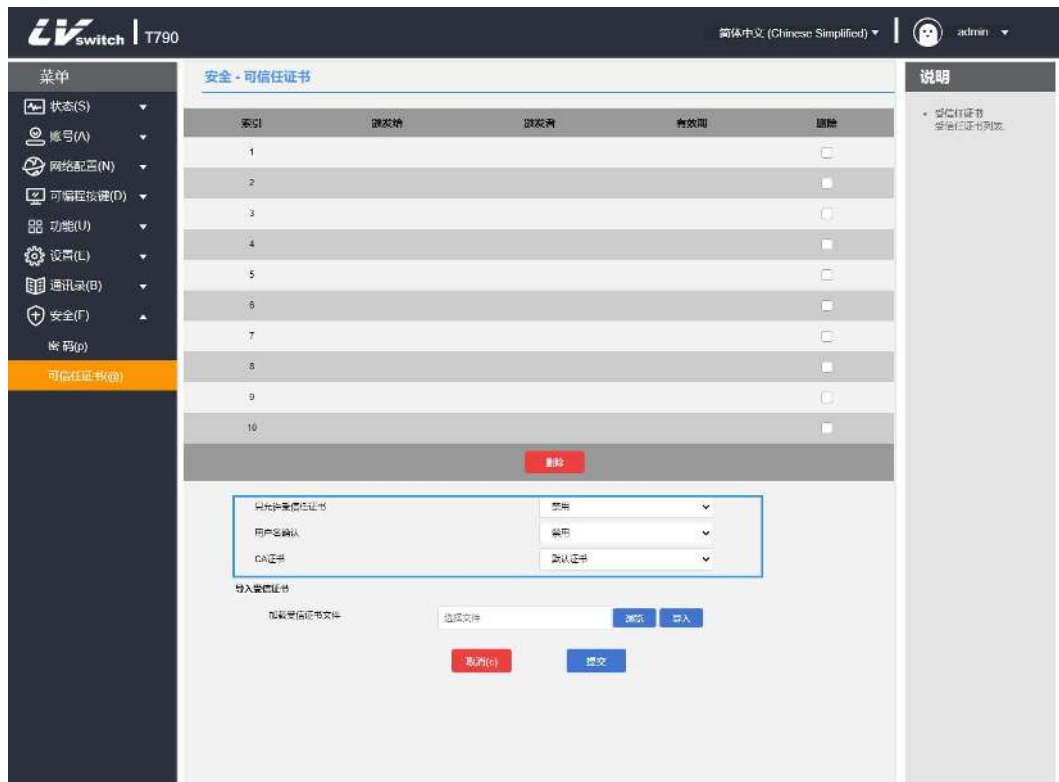 LVswitch T790
简体中文 (Chinese Simplified)
admin
菜单
状态(S)
账号(A)
网络配置(N)
可编程按键(D)
功能(U)
设置(L)
通讯录(B)
安全(F)
密码(p)
可信任证书(@)
安全 - 可信任证书
索引 颁发给 颁发者 有效期 删除
1
2
3
4
5
6
7
8
9
10
删除
只允许受信任证书 禁用
用户名确认 禁用
CA证书 默认证书
导入受信证书
加载受信证书文件 选择文件 浏览 导入
取消(c) 提交
说明
受信任证书
受信任证书列表